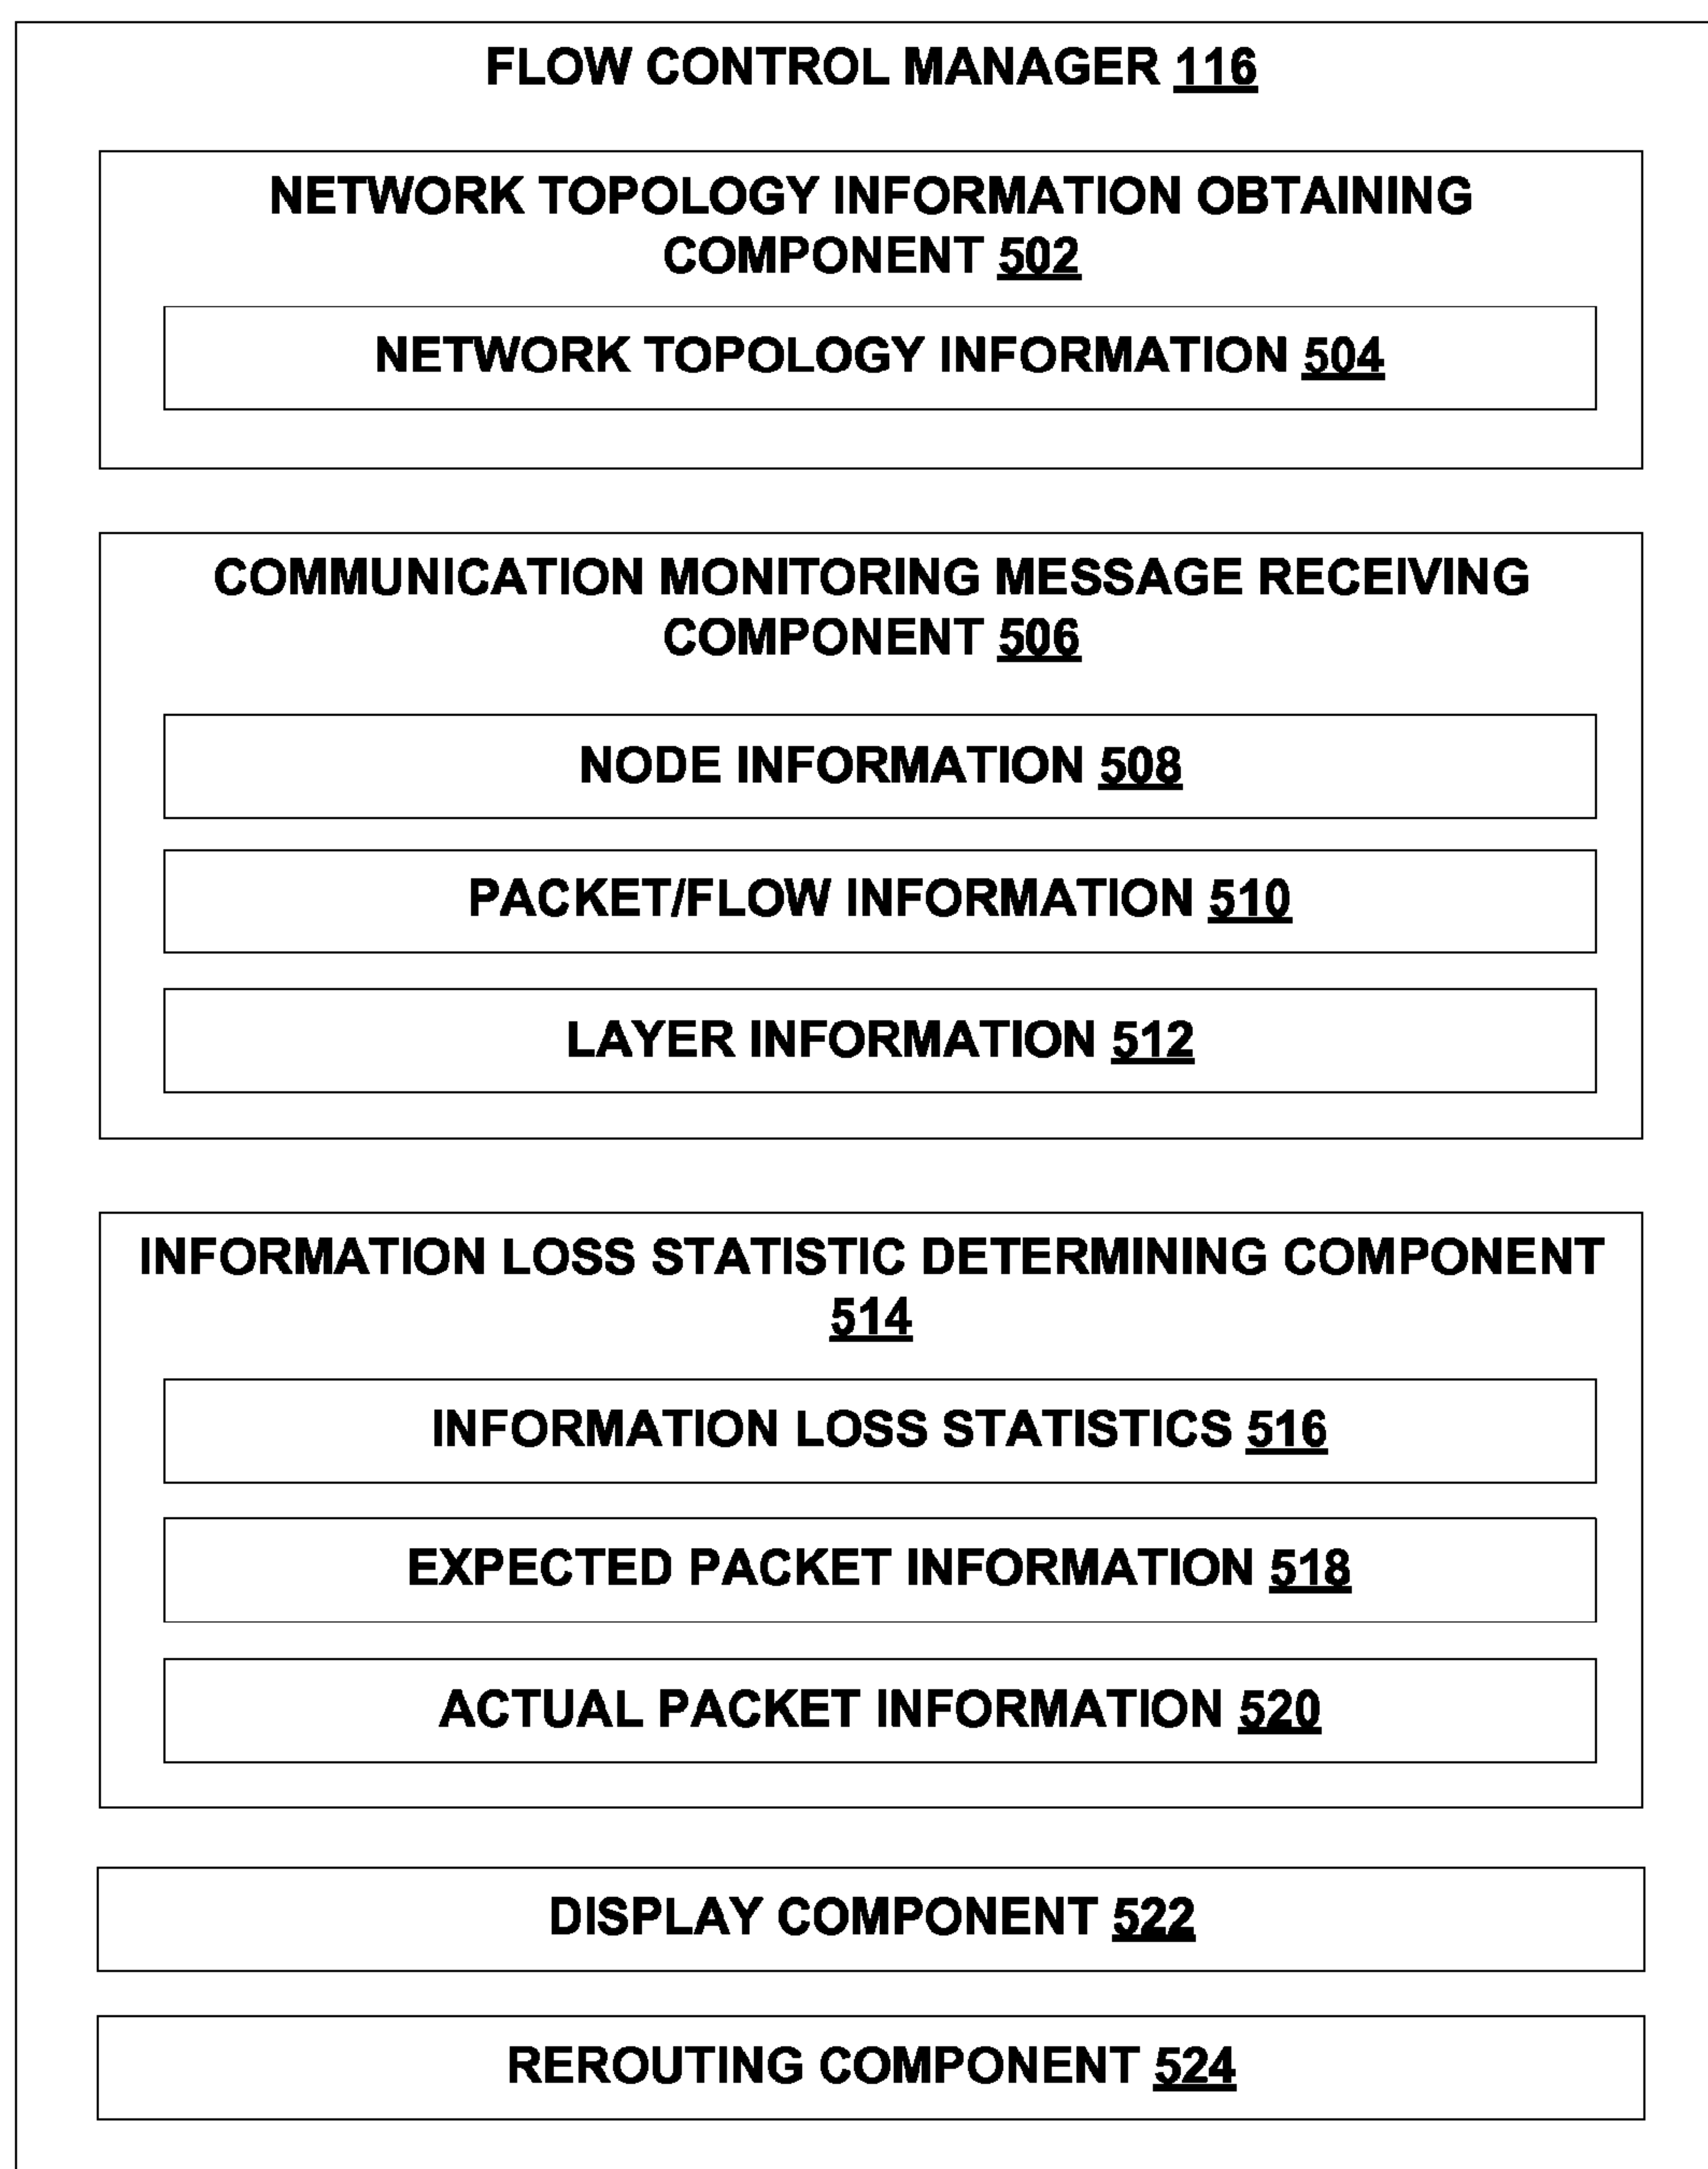 FLOW CONTROL MANAGER 116
NETWORK TOPOLOGY INFORMATION OBTAINING
COMPONENT 502
NETWORK TOPOLOGY INFORMATION 504
COMMUNICATION MONITORING MESSAGE RECEIVING
COMPONENT 506
NODE INFORMATION 508
PACKET/FLOW INFORMATION 510
LAYER INFORMATION 512
INFORMATION LOSS STATISTIC DETERMINING COMPONENT
514
INFORMATION LOSS STATISTICS 516
EXPECTED PACKET INFORMATION 518
ACTUAL PACKET INFORMATION 520
DISPLAY COMPONENT 522
REROUTING COMPONENT 524